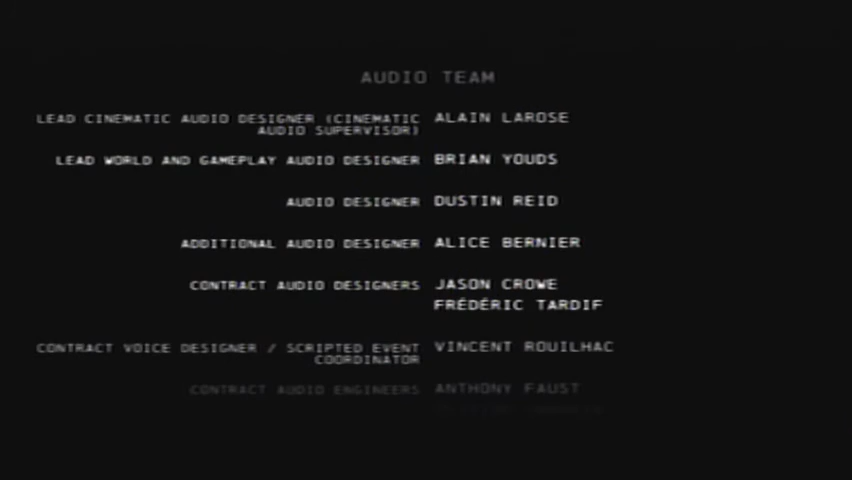 AUDIO TEAM
LEAD CINEMATIC AUDIO DESIGNER (CINEMATIC AUDIO SUPERVISOR) ALAIN LAROSE
LEAD WORLD AND GAMEPLAY AUDIO DESIGNER BRIAN YOUDS
AUDIO DESIGNER DUSTIN REID
ADDITIONAL AUDIO DESIGNER ALICE BERNIER
CONTRACT AUDIO DESIGNERS JASON CROWE
FRÉDÉRIC TARDIF
CONTRACT VOICE DESIGNER / SCRIPTED EVENT COORDINATOR VINCENT ROUILHAC
CONTRACT AUDIO ENGINEERS ANTHONY FAUST